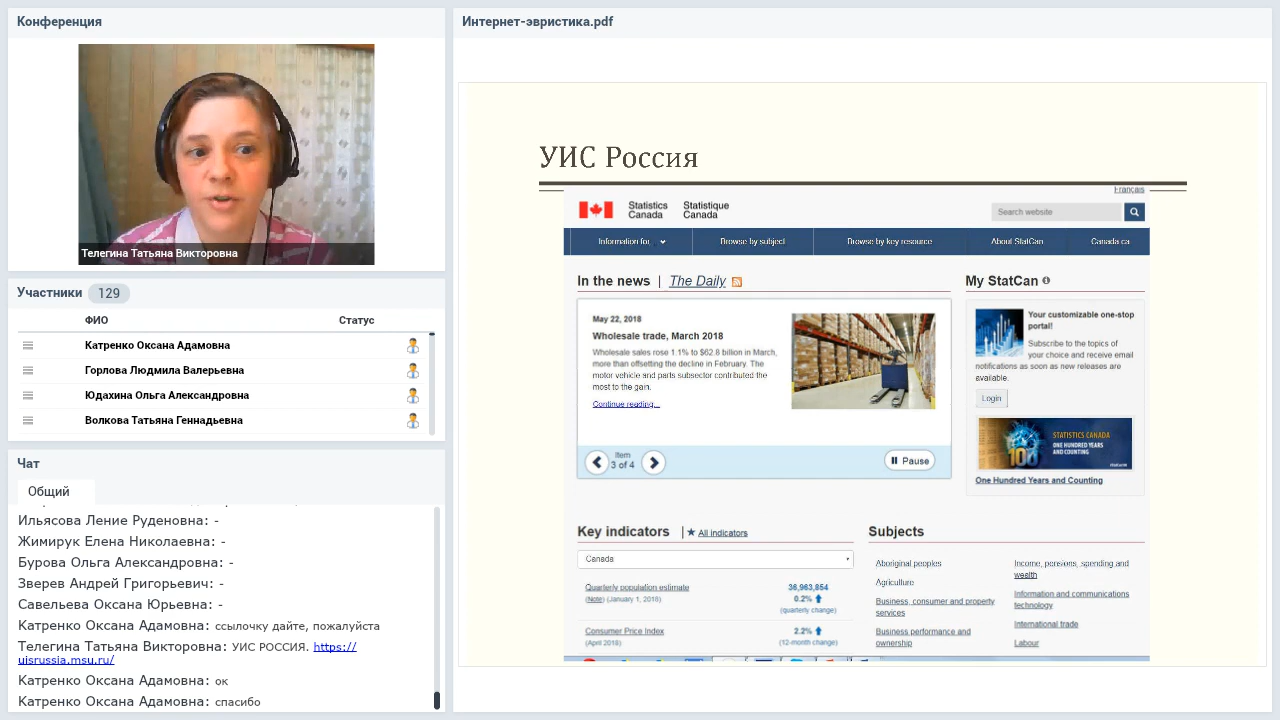 Конференция
Телегина Татьяна Викторовна
Участники 129
ФИО Статус
Катренко Оксана Адамовна
Горлова Людмила Валерьевна
Юдахина Ольга Александровна
Волкова Татьяна Геннадьевна
Чат
Общий
Ильясова Ление Руденовна: -
Жимирук Елена Николаевна: -
Бурова Ольга Александровна: -
Зверев Андрей Григорьевич: -
Савельева Оксана Юрьевна: -
Катренко Оксана Адамовна: ссылочку дайте, пожалуйста
Телегина Татьяна Викторовна: УИС РОССИЯ. https://
uisrussia.msu.ru/
Катренко Оксана Адамовна: ок
Катренко Оксана Адамовна: спасибо
Интернет-эвристика.pdf
УИС Россия
Français
Statistics Statistique
Canada Canada
Search website
Information for Browse by subject Browse by key resource About StatCan Canada.ca
In the news | The Daily
May 22, 2018
Wholesale trade, March 2018
Wholesale sales rose 1.1% to $62.8 billion in March,
more than offsetting the decline in February. The
motor vehicle and parts subsector contributed the
most to the gain.
Continue reading...
Item
3 of 4
Pause
My StatCan
Your customizable one-stop
portal!
Subscribe to the topics of
your choice and receive email
notifications as soon as new releases are
available.
Login
100
STATISTICS CANADA
ONE HUNDRED YEARS
AND COUNTING
One Hundred Years and Counting
Key indicators | All indicators
Canada
Quarterly population estimate 36,963,854
(Note) (January 1, 2018) 0.2%
(quarterly change)
Consumer Price Index 2.2%
(April 2018) (12-month change)
Subjects
Aboriginal peoples
Agriculture
Business, consumer and property
services
Business performance and
ownership
Income, pensions, spending and
wealth
Information and communications
technology
International trade
Labour